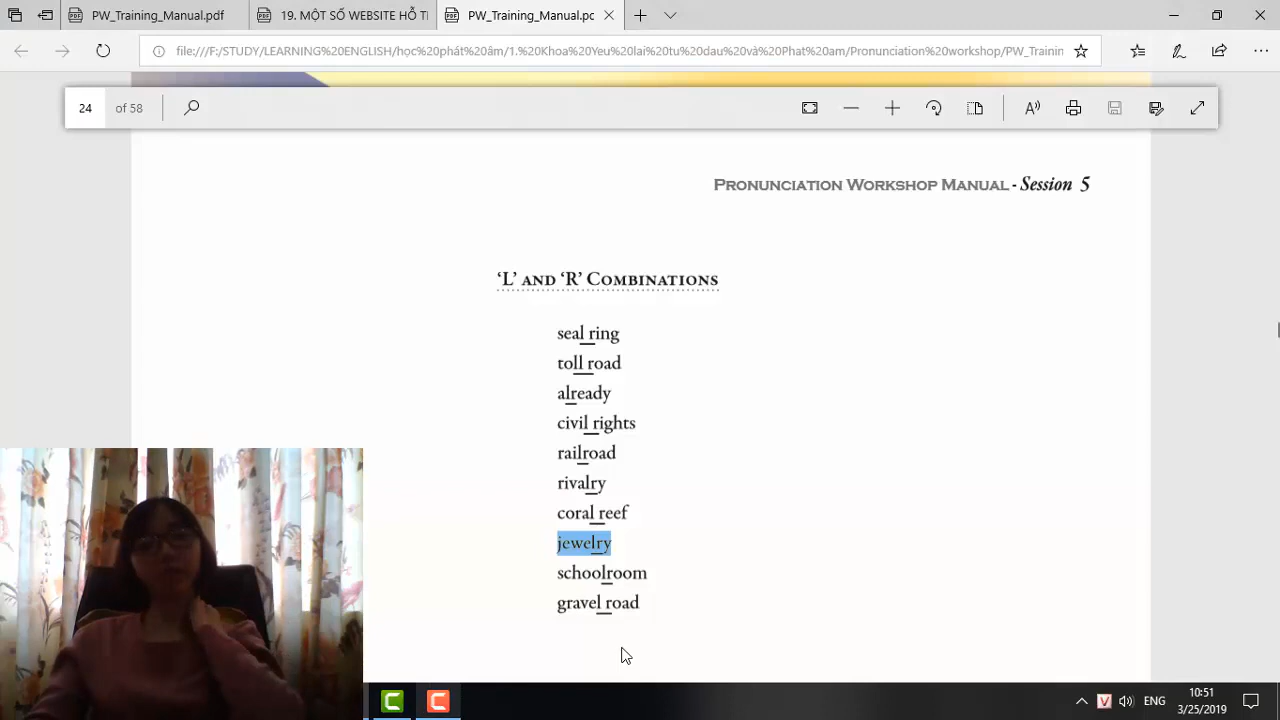 PW_Training_Manual.pdf
19. MỘT SỐ WEBSITE HỖ T
PW_Training_Manual.pc
file:///F:/STUDY/LEARNING%20ENGLISH/học%20phát%20âm/1.%20Khoa%20Yeu%20lai%20tu%20dau%20và%20Phat%20am/Pronunciation%20workshop/PW_Trainin
24 of 58
Pronunciation Workshop Manual - Session 5
‘L’ and ‘R’ Combinations
seal ring
toll road
already
civil rights
railroad
rivalry
coral reef
jewelry
schoolroom
gravel road
C C V ENG
10:51
3/25/2019